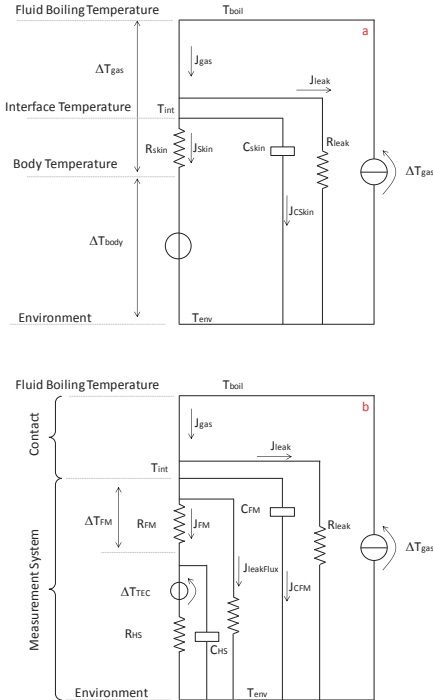 Fluid Boiling Temperature
Tboil
a
Jgas
ΔTgas
Jleak
Interface Temperature
Tint
Rskin
JSkin
Cskin
Rleak
Body Temperature
ΔTgas
JCSkin
ΔTbody
Environment
Tenv
Fluid Boiling Temperature
Tboil
b
Contact
Jgas
Jleak
Tint
CFM
ΔTFM
RFM
JFM
Rleak
ΔTgas
Measurement System
JleakFlux
JCFM
ΔTTEC
RHS
CHS
Environment
Tenv